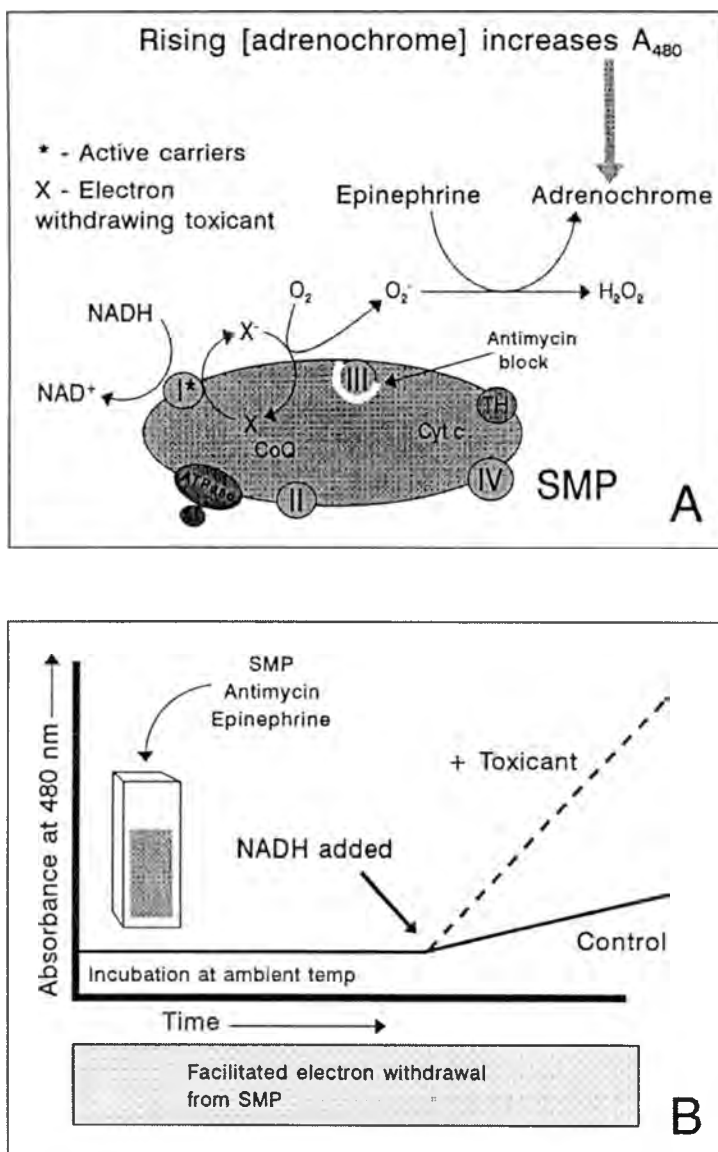 Rising [adrenochrome] increases A480
* - Active carriers
X - Electron
withdrawing toxicant
Epinephrine
Adrenochrome
O2
O2-
H2O2
NADH
X-
Antimycin
block
NAD+
I*
III
X
CoQ
Cyt c
TH
ATPase
II
IV
SMP
A
SMP
Antimycin
Epinephrine
+ Toxicant
NADH added
Control
Absorbance at 480 nm
Incubation at ambient temp
Time
Facilitated electron withdrawal
from SMP
B